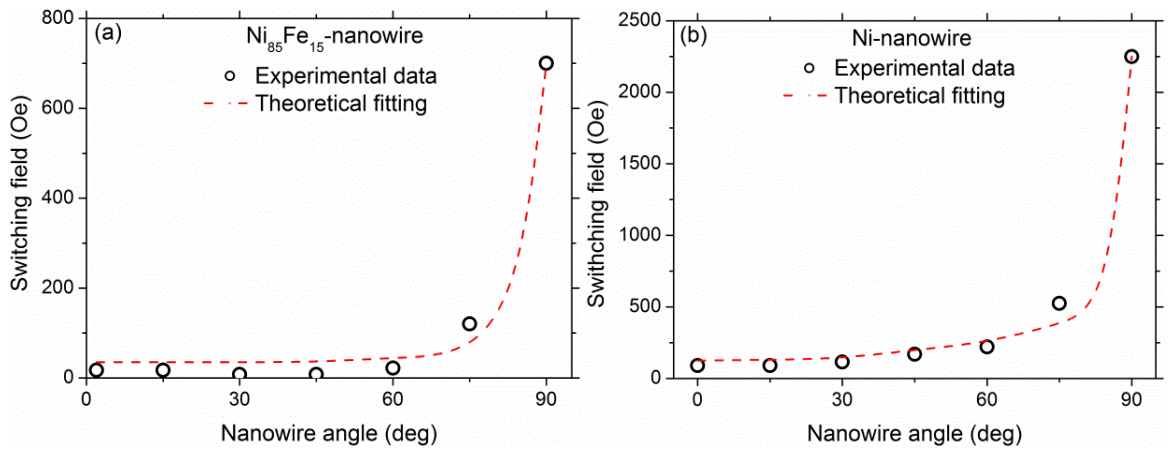 (a)
Ni₈₅Fe₁₅-nanowire
Experimental data
Theoretical fitting
800
600
400
200
0
Switching field (Oe)
0 30 60 90
Nanowire angle (deg)
(b)
Ni-nanowire
Experimental data
Theoretical fitting
2500
2000
1500
1000
500
0
Swithching field (Oe)
0 30 60 90
Nanowire angle (deg)